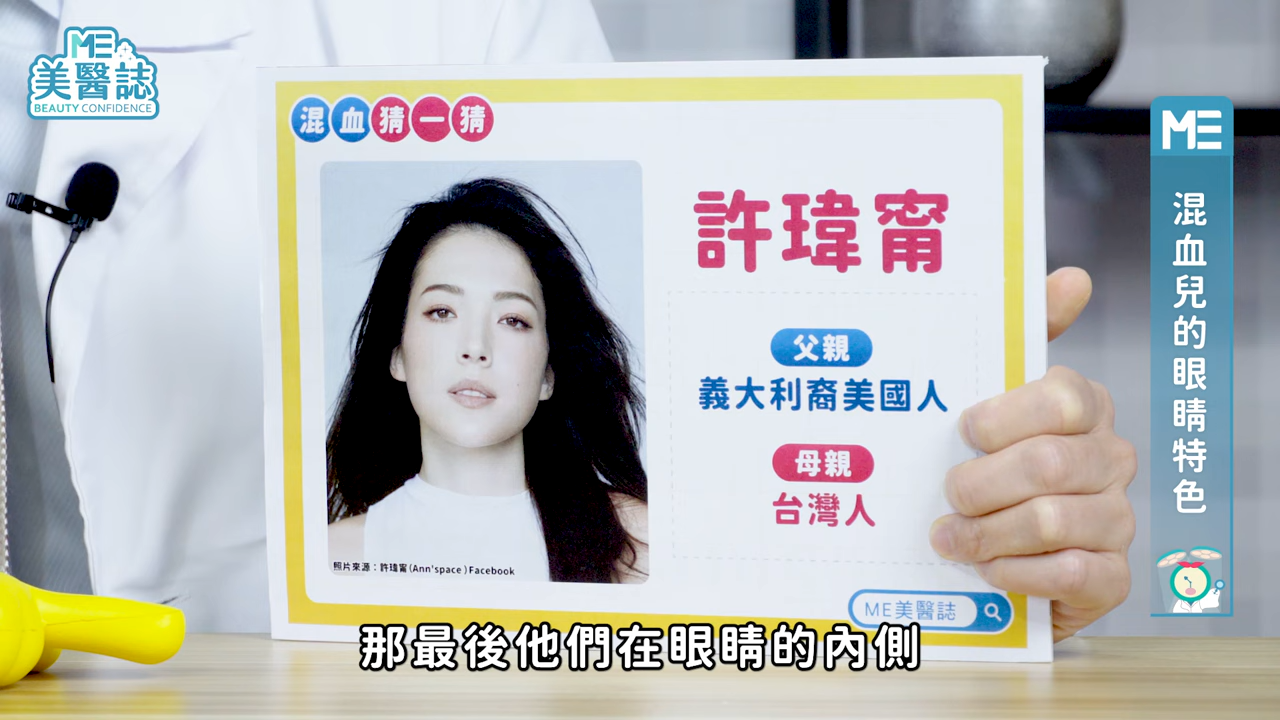 ME
美醫誌
BEAUTY CONFIDENCE
混血猜一猜
許瑋甯
父親
義大利裔美國人
母親
台灣人
照片來源：許瑋甯(Ann'space)Facebook
ME美醫誌
ME
混血兒的眼睛特色
那最後他們在眼睛的內側